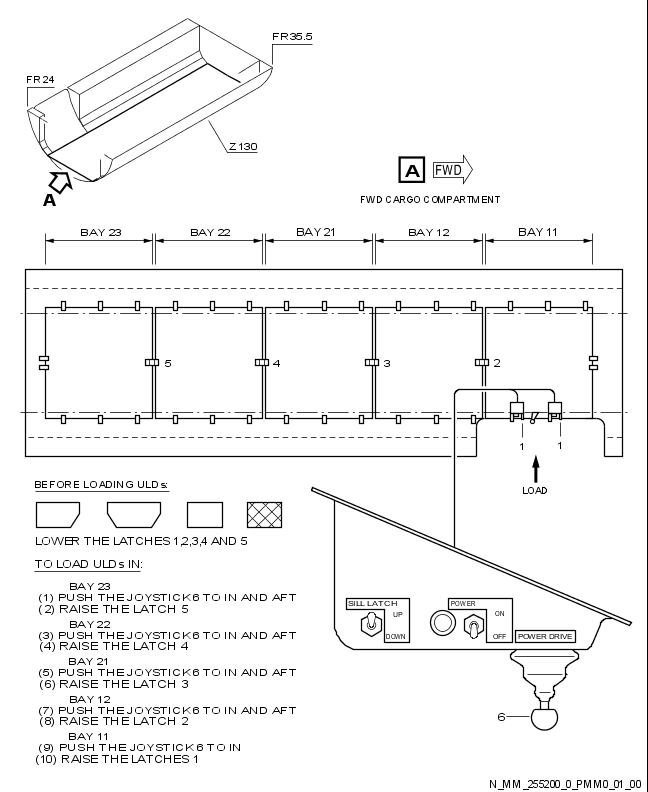 FR35.5
FR24
Z130
A
A FWD
FWD CARGO COMPARTMENT
BAY 23 BAY 22 BAY 21 BAY 12 BAY 11
5 4 3 2
1 1
LOAD
BEFORE LOADING ULDs:
LOWER THE LATCHES 1,2,3,4 AND 5
TO LOAD ULDs IN:
BAY 23
(1) PUSH THE JOYSTICK 6 TO IN AND AFT
(2) RAISE THE LATCH 5
BAY 22
(3) PUSH THE JOYSTICK 6 TO IN AND AFT
(4) RAISE THE LATCH 4
BAY 21
(5) PUSH THE JOYSTICK 6 TO IN AND AFT
(6) RAISE THE LATCH 3
BAY 12
(7) PUSH THE JOYSTICK 6 TO IN AND AFT
(8) RAISE THE LATCH 2
BAY 11
(9) PUSH THE JOYSTICK 6 TO IN
(10) RAISE THE LATCHES 1
SILL LATCH
UP
DOWN
POWER
ON
OFF
POWER DRIVE
6
N_MM_255200_0_PMM0_01_00